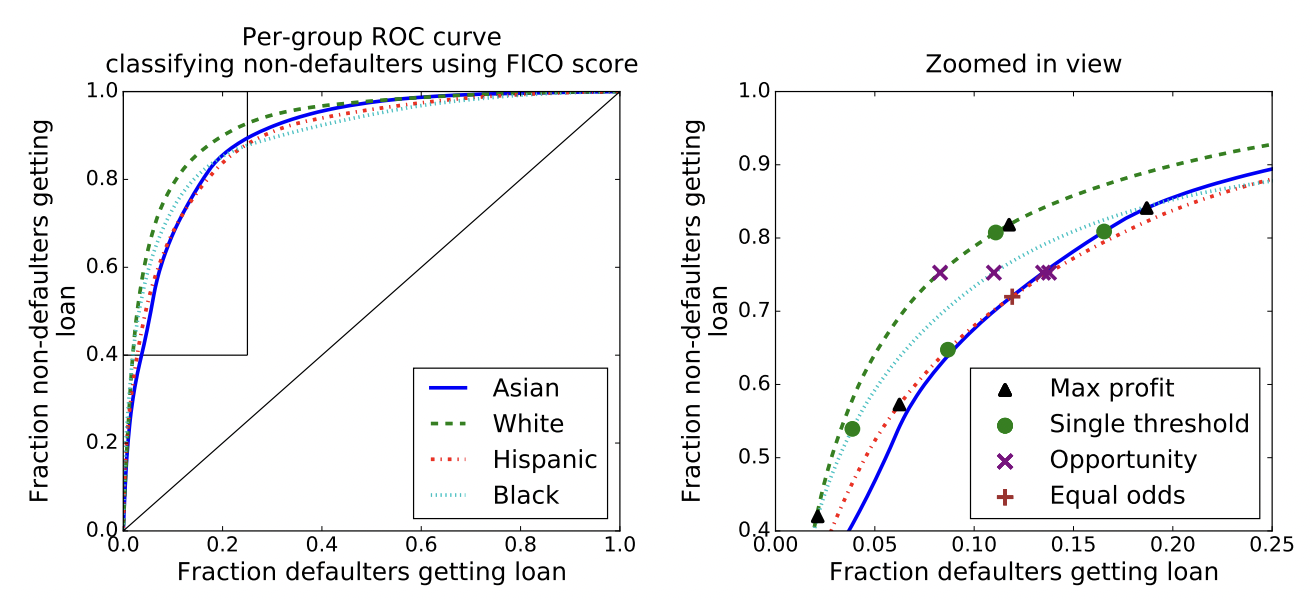 Per-group ROC curve
classifying non-defaulters using FICO score
Fraction non-defaulters getting
loan
1.0
0.8
0.6
0.4
0.2
0.0
Asian
White
Hispanic
Black
0.0
0.2
0.4
0.6
0.8
1.0
Fraction defaulters getting loan
Zoomed in view
Fraction non-defaulters getting
loan
1.0
0.9
0.8
0.7
0.6
0.5
0.4
Max profit
Single threshold
Opportunity
Equal odds
0.00
0.05
0.10
0.15
0.20
0.25
Fraction defaulters getting loan